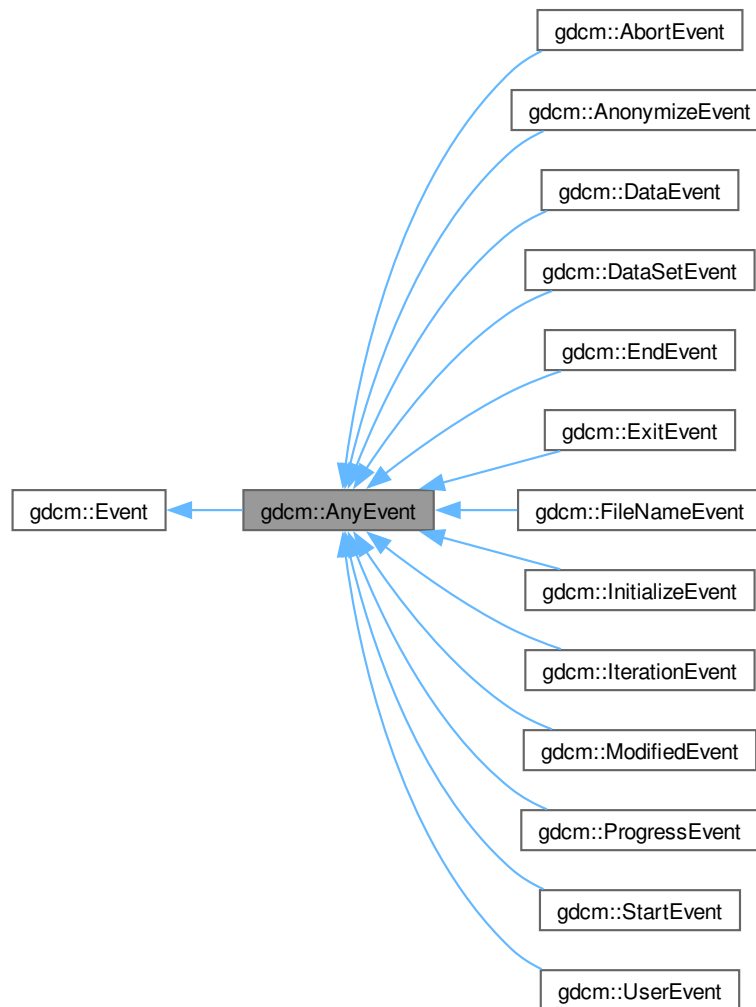 gdcm::AbortEvent
gdcm::AnonymizeEvent
gdcm::DataEvent
gdcm::DataSetEvent
gdcm::EndEvent
gdcm::ExitEvent
gdcm::Event
gdcm::AnyEvent
gdcm::FileNameEvent
gdcm::InitializeEvent
gdcm::IterationEvent
gdcm::ModifiedEvent
gdcm::ProgressEvent
gdcm::StartEvent
gdcm::UserEvent